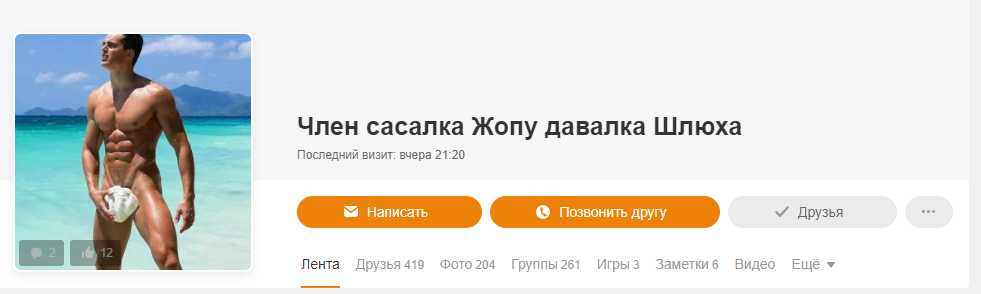 Член сасалка Жопу давалка Шлюха
Последний визит: вчера 21:20
Написать
Позвонить другу
Друзья
2
12
Лента Друзья 419 Фото 204 Группы 261 Игры 3 Заметки 6 Видео Ещё